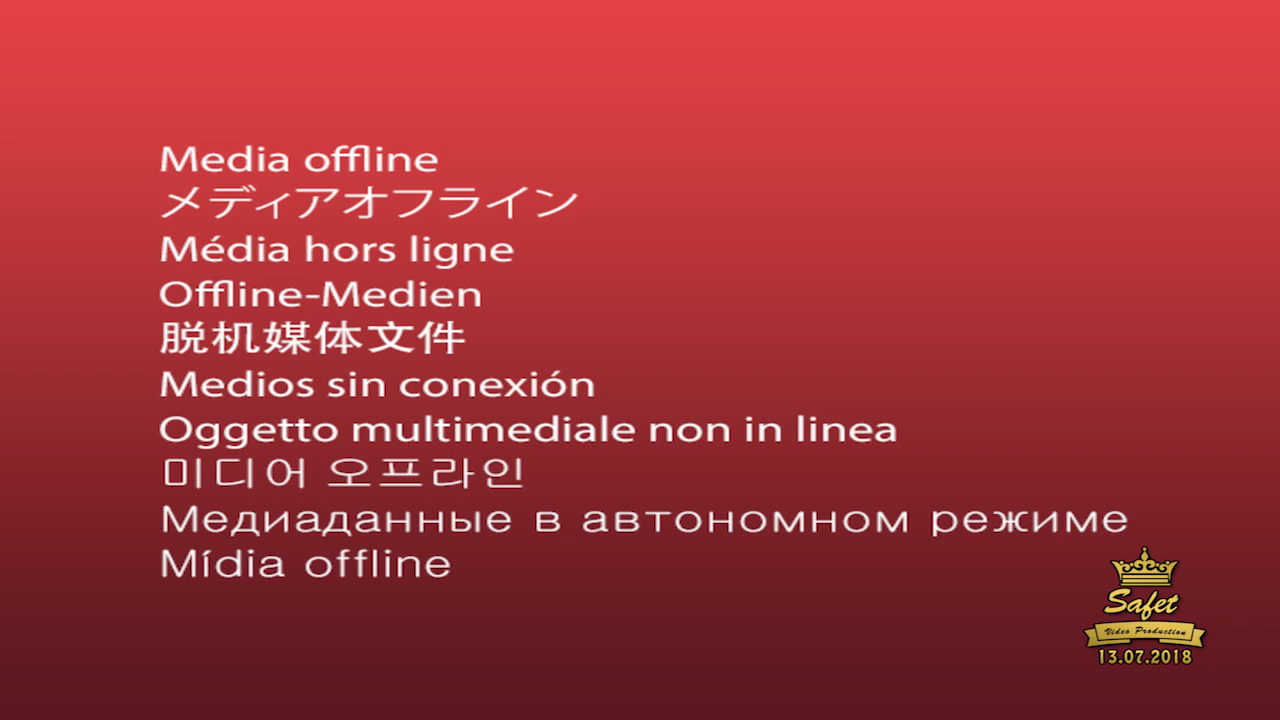 Media offline
メディアオフライン
Média hors ligne
Offline-Medien
脱机媒体文件
Medios sin conexión
Oggetto multimediale non in linea
미디어 오프라인
Медиаданные в автономном режиме
Mídia offline
Safet
Video Production
13.07.2018